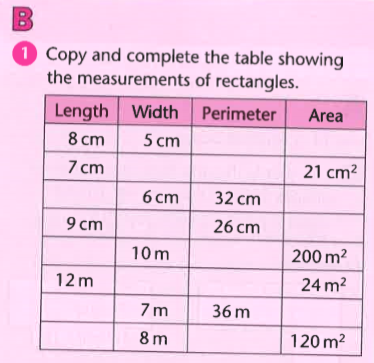 B
1 Copy and complete the table showing
the measurements of rectangles.
Length Width Perimeter Area
8 cm 5 cm
7 cm 21 cm²
6 cm 32 cm
9 cm 26 cm
10 m 200 m²
12 m 24 m²
7 m 36 m
8 m 120 m²